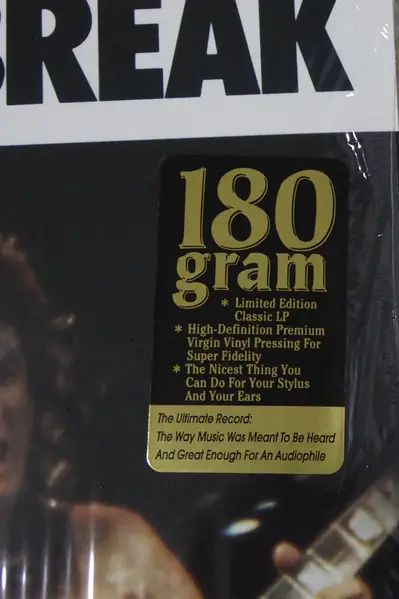 BREAK
180
gram
* Limited Edition
Classic LP
* High-Definition Premium
Virgin Vinyl Pressing For
Super Fidelity
* The Nicest Thing You
Can Do For Your Stylus
And Your Ears
The Ultimate Record:
The Way Music Was Meant To Be Heard
And Great Enough For An Audiophile